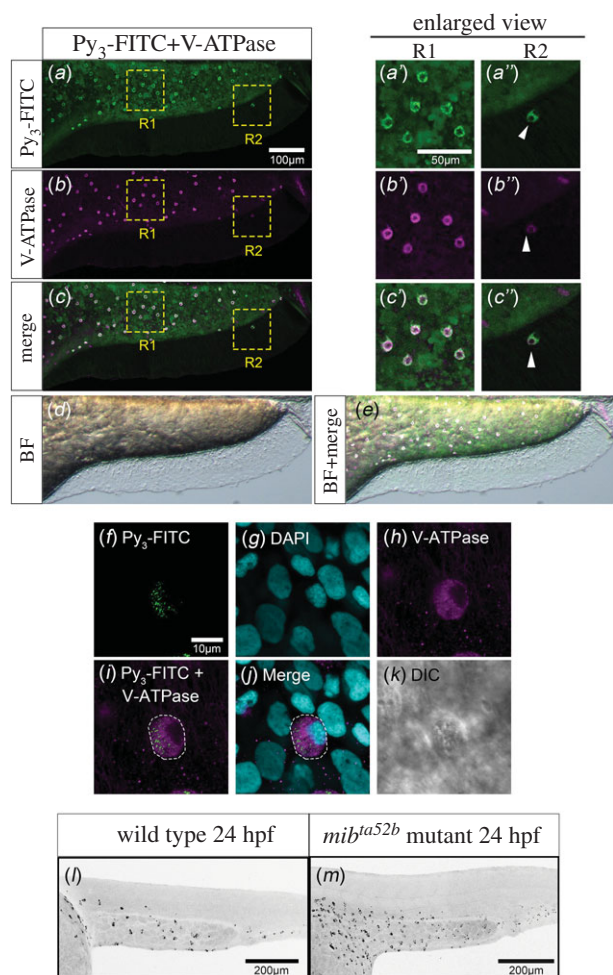 Py₃-FITC+V-ATPase
enlarged view
R1 R2
Py₃-FITC
(a)
R1
R2
100µm
(a')
50µm
(a'')
V-ATPase
(b)
R1
R2
(b')
(b'')
merge
(c)
R1
R2
(c')
(c'')
BF
(d)
BF+merge
(e)
(f) Py₃-FITC
10µm
(g) DAPI
(h) V-ATPase
(i) Py₃-FITC +
V-ATPase
(j) Merge
(k) DIC
wild type 24 hpf
mib^ta52b mutant 24 hpf
(l)
200µm
(m)
200µm